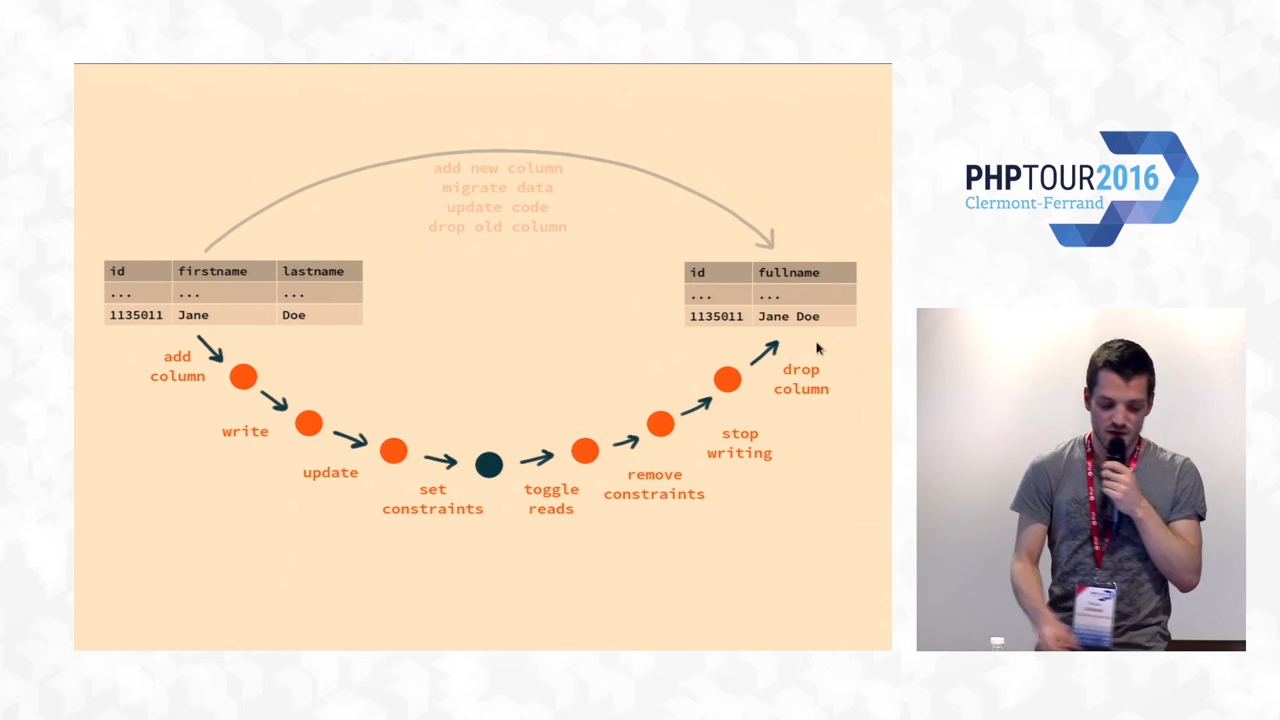 add new column
migrate data
update code
drop old column
id firstname lastname
... ... ...
1135011 Jane Doe
id fullname
... ...
1135011 Jane Doe
add
column
write
update
set
constraints
toggle
reads
remove
constraints
stop
writing
drop
column
PHPTOUR2016
Clermont-Ferrand